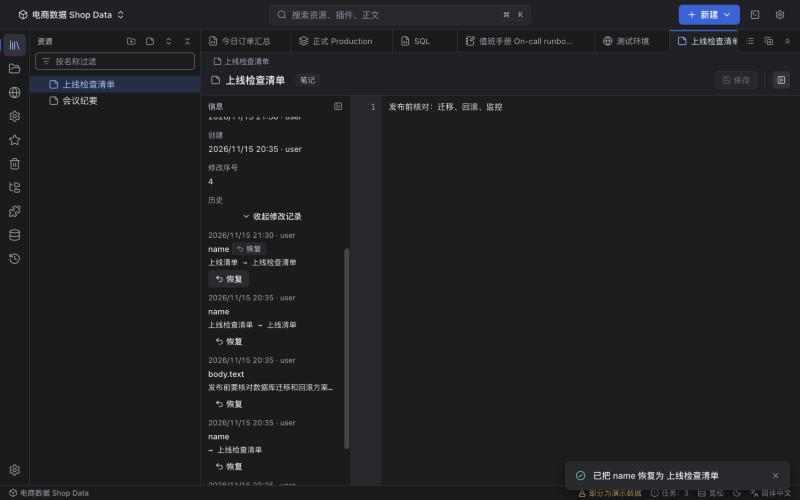 电商数据 Shop Data
搜索资源、插件、正文
⌘ K
+ 新建
资源
今日订单汇总
正式 Production
SQL
值班手册 On-call runbo...
测试环境
上线检查清单
按名称过滤
上线检查清单
会议纪要
上线检查清单
上线检查清单
笔记
保存
信息
创建
2026/11/15 20:35 · user
修改序号
4
历史
收起修改记录
2026/11/15 21:30 · user
name
恢复
上线清单 → 上线检查清单
恢复
2026/11/15 20:35 · user
name
上线检查清单 → 上线清单
恢复
2026/11/15 20:35 · user
body.text
发布前要核对数据库迁移和回滚方案…
恢复
2026/11/15 20:35 · user
name
→ 上线检查清单
恢复
1
发布前核对：迁移、回滚、监控
已把 name 恢复为 上线检查清单
电商数据 Shop Data
部分为演示数据
任务：3
宽松
简体中文